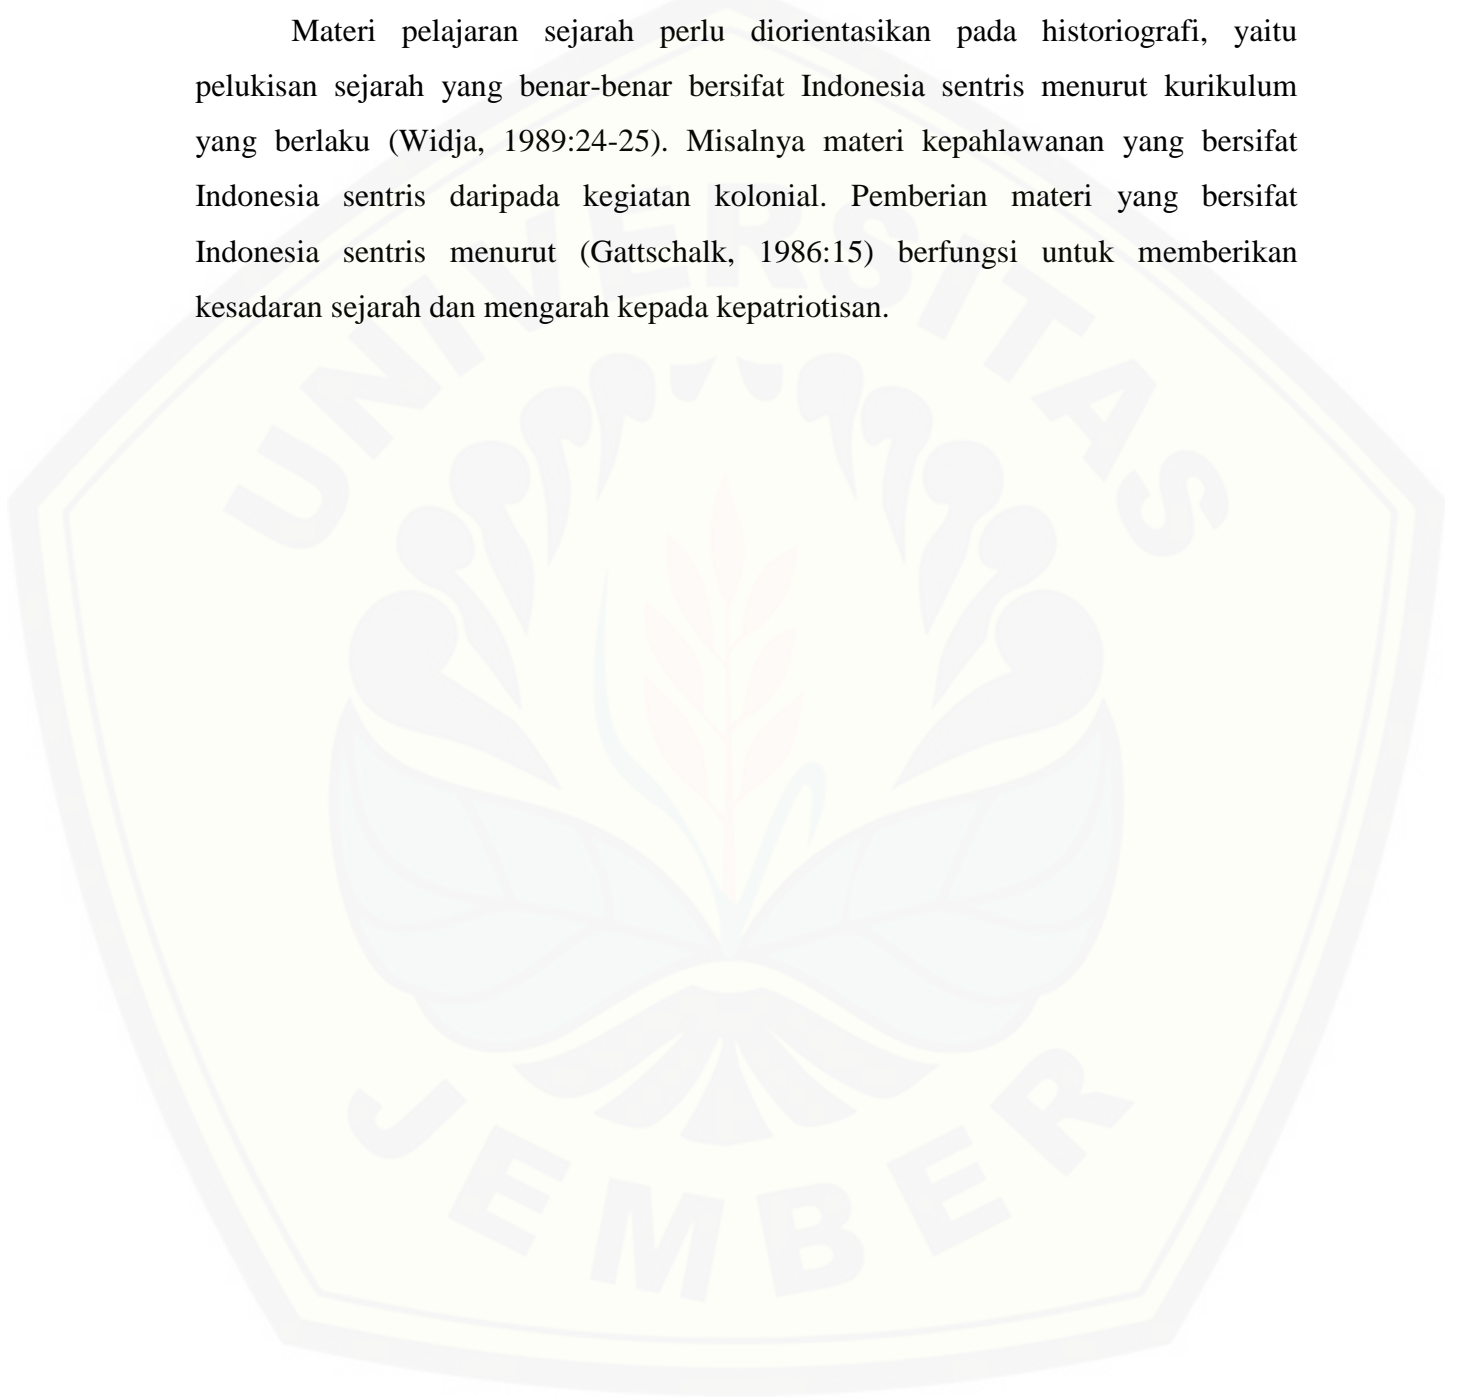 Materi pelajaran sejarah perlu diorientasikan pada historiografi, yaitu
pelukisan sejarah yang benar-benar bersifat Indonesia sentris menurut kurikulum
yang berlaku (Widja, 1989:24-25). Misalnya materi kepahlawanan yang bersifat
Indonesia sentris daripada kegiatan kolonial. Pemberian materi yang bersifat
Indonesia sentris menurut (Gattschalk, 1986:15) berfungsi untuk memberikan
kesadaran sejarah dan mengarah kepada kepatriotisan.
UNIVERSITAS
JEMBER